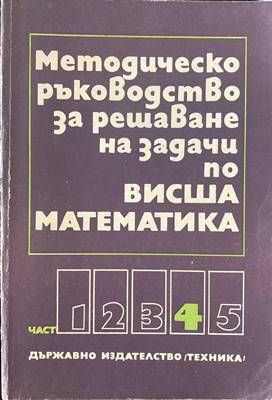 Методическо
ръководство
за решаване
на задачи
по
ВИСША
МАТЕМАТИКА
ЧАСТ 1 2 3 4 5
ДЪРЖАВНО ИЗДАТЕЛСТВО /ТЕХНИКА/